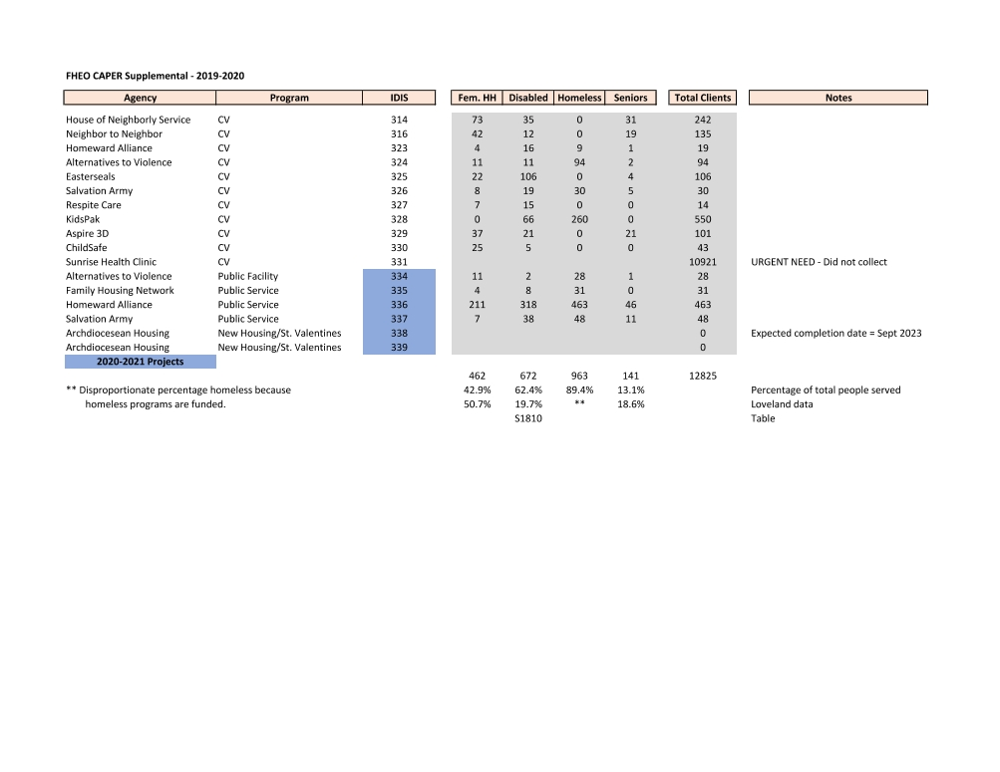 FHEO CAPER Supplemental - 2019-2020
Agency Program IDIS Fem. HH Disabled Homeless Seniors Total Clients Notes
House of Neighborly Service CV 314 73 35 0 31 242
Neighbor to Neighbor CV 316 42 12 0 19 135
Homeward Alliance CV 323 4 16 9 1 19
Alternatives to Violence CV 324 11 11 94 2 94
Easterseals CV 325 22 106 0 4 106
Salvation Army CV 326 8 19 30 5 30
Respite Care CV 327 7 15 0 0 14
KidsPak CV 328 0 66 260 0 550
Aspire 3D CV 329 37 21 0 21 101
ChildSafe CV 330 25 5 0 0 43
Sunrise Health Clinic CV 331 10921 URGENT NEED - Did not collect
Alternatives to Violence Public Facility 334 11 2 28 1 28
Family Housing Network Public Service 335 4 8 31 0 31
Homeward Alliance Public Service 336 211 318 463 46 463
Salvation Army Public Service 337 7 38 48 11 48
Archdiocesean Housing New Housing/St. Valentines 338 0 Expected completion date = Sept 2023
Archdiocesean Housing New Housing/St. Valentines 339 0
2020-2021 Projects
462 672 963 141 12825
** Disproportionate percentage homeless because 42.9% 62.4% 89.4% 13.1% Percentage of total people served
homeless programs are funded. 50.7% 19.7% ** 18.6% Loveland data
S1810 Table